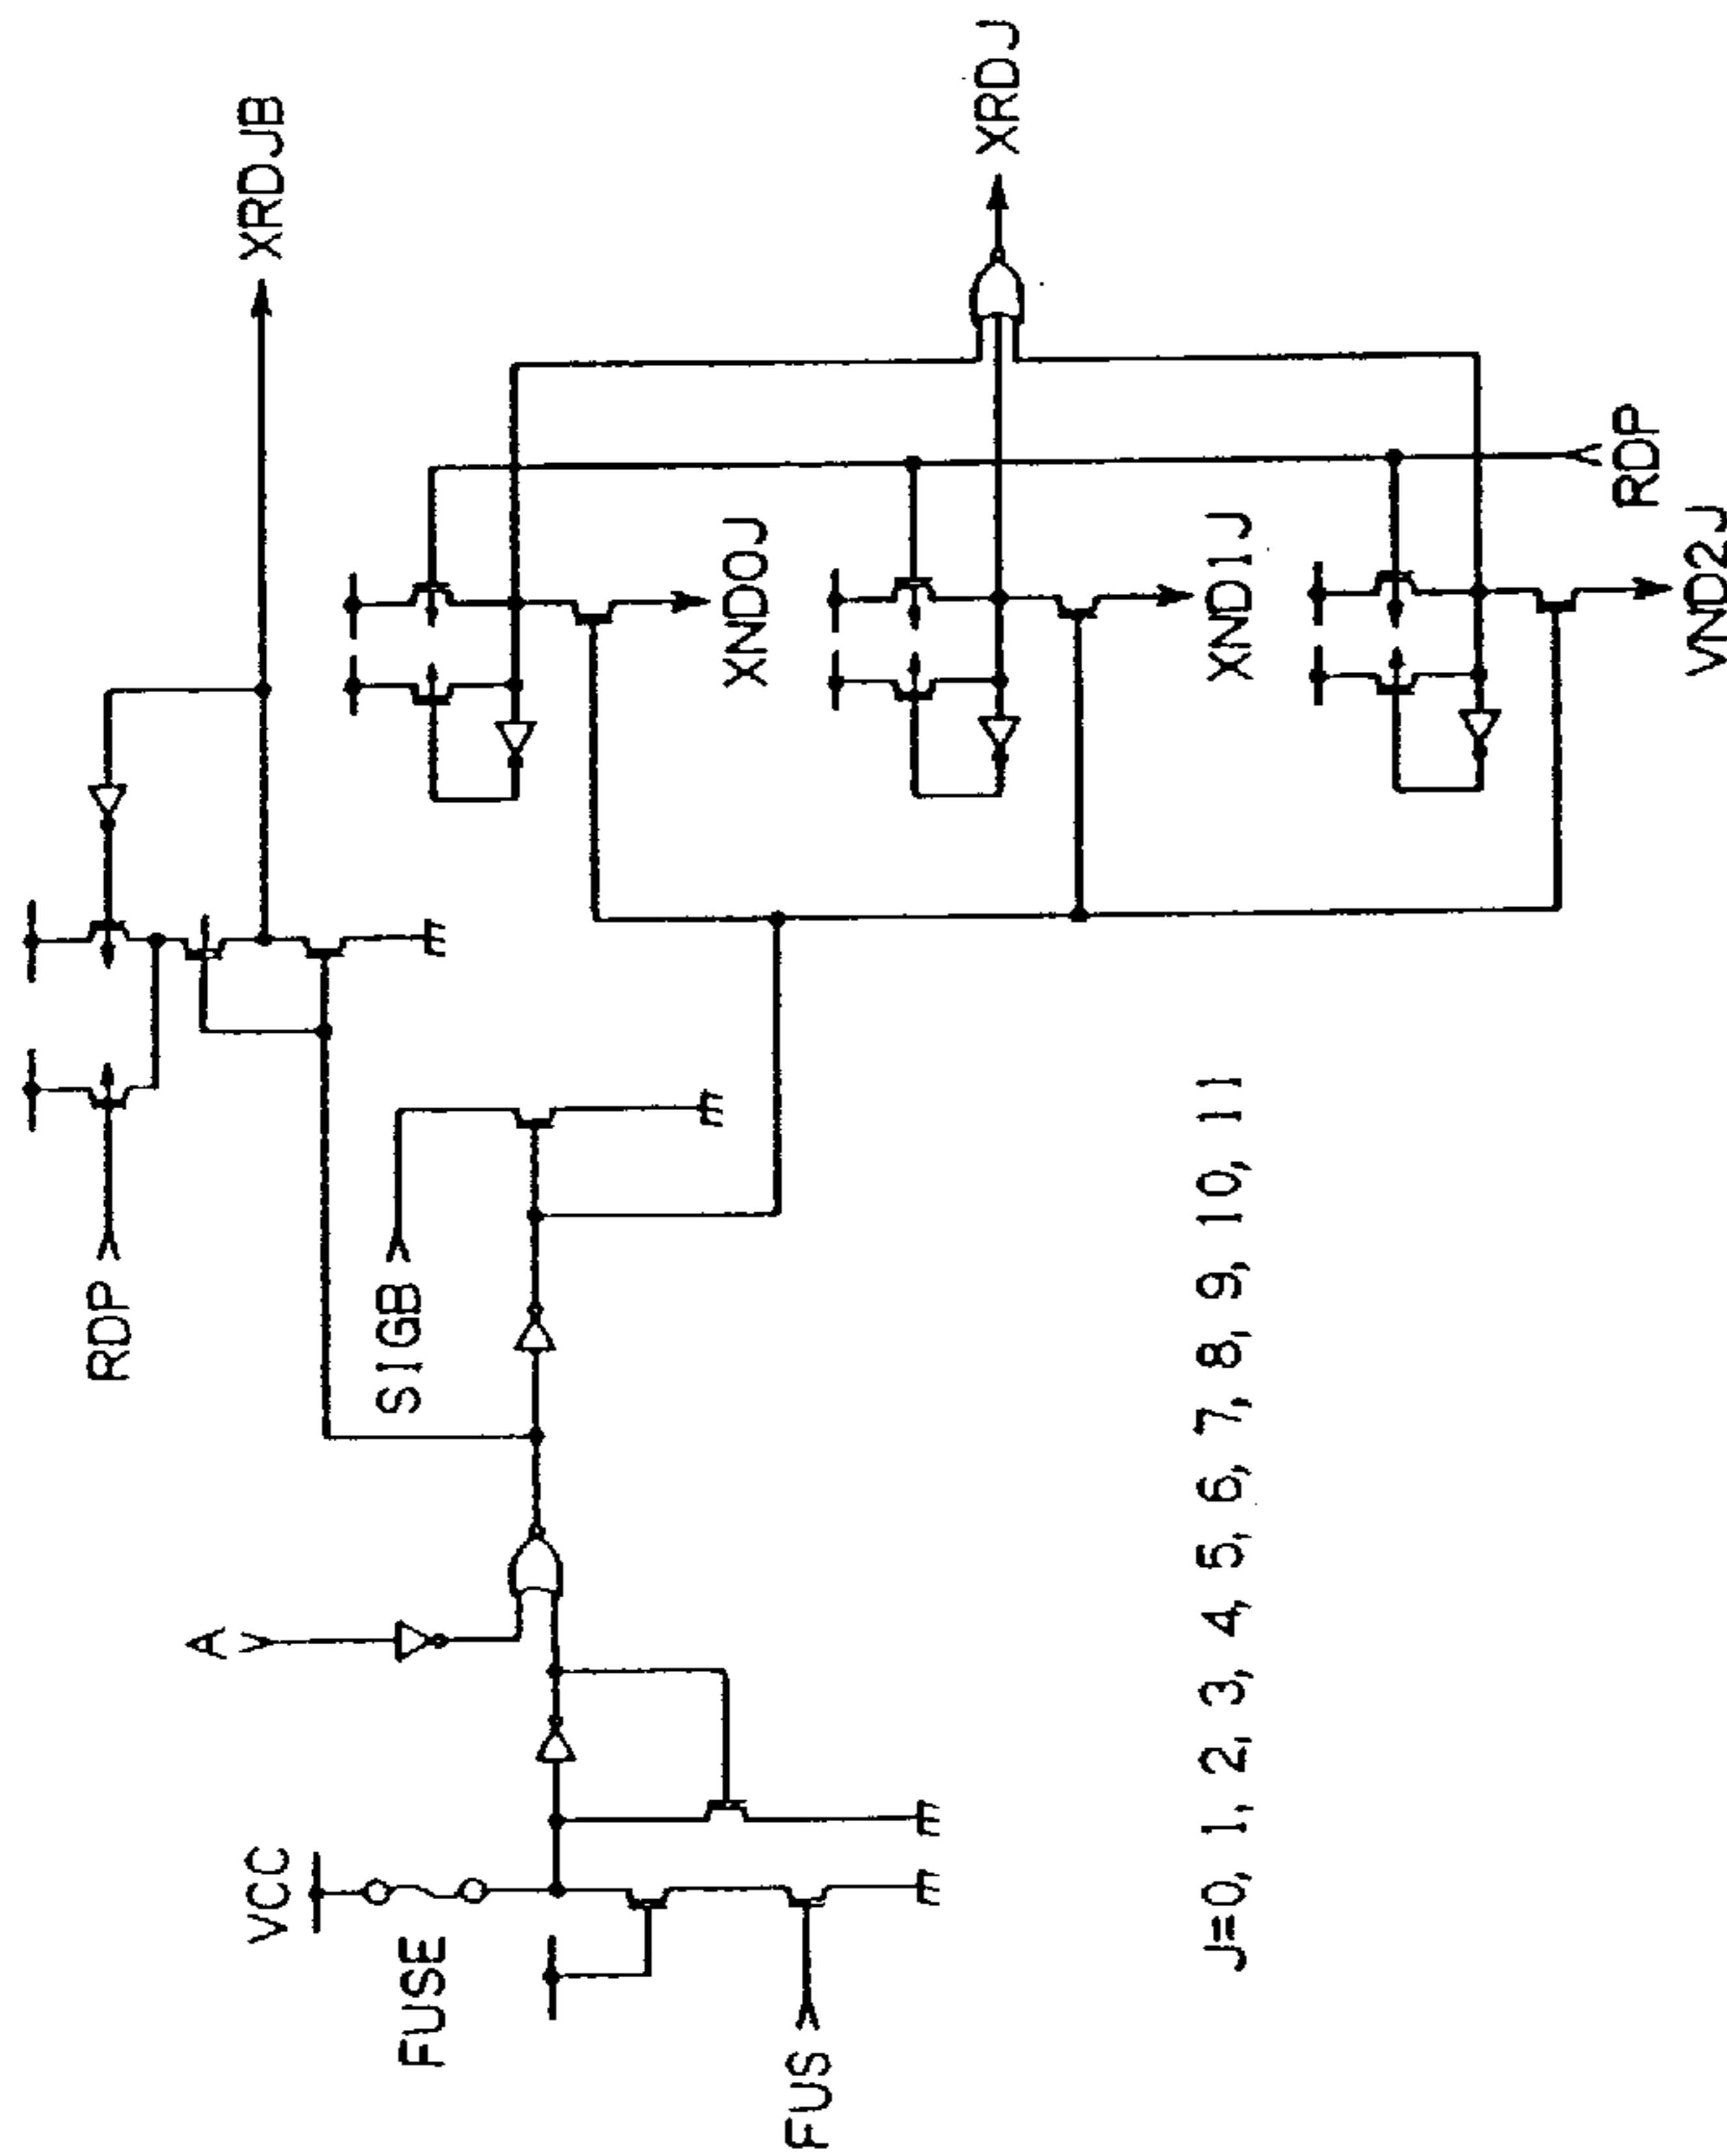 RDP
A
VCC
XRDJB
SIGB
FUSE
XND0J
FUS
XRDJ
XND1J
J=0, 1, 2, 3, 4, 5, 6, 7, 8, 9, 10, 11
RDP
VND2J